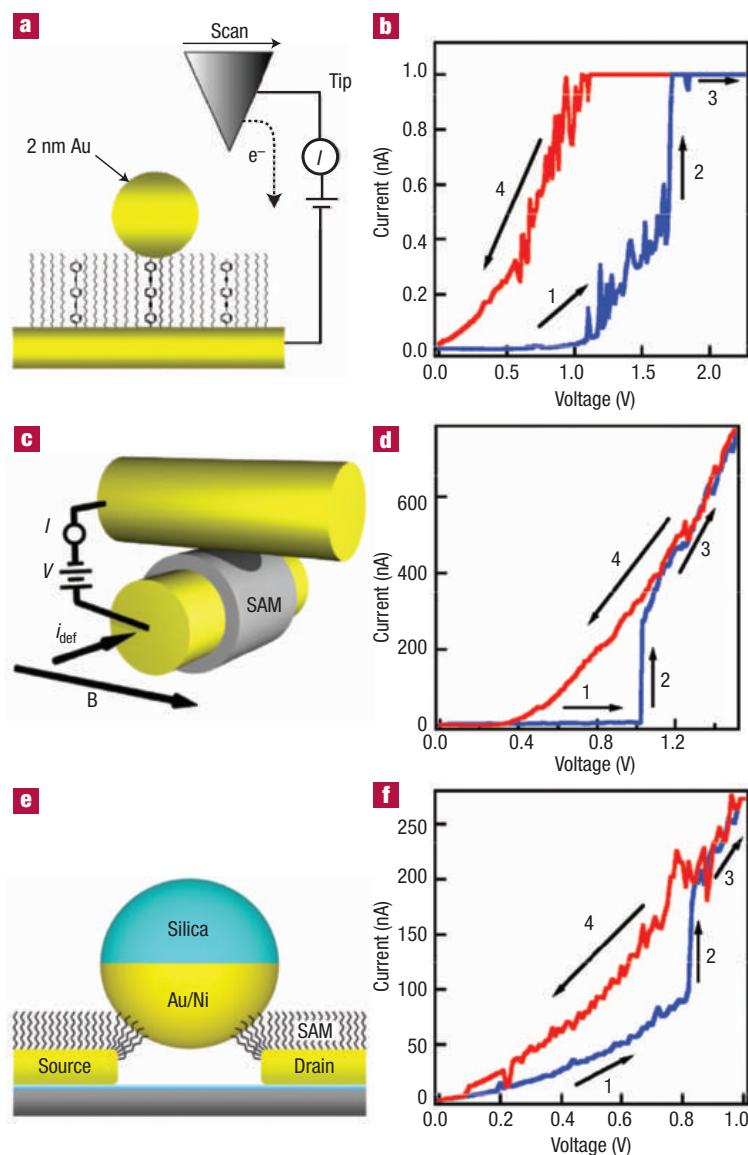 a
Scan
Tip
2 nm Au
e–
I
b
1.0
0.8
0.6
0.4
0.2
0.0
Current (nA)
0.0
0.5
1.0
1.5
2.0
Voltage (V)
1
2
3
4
c
I
V
i def
B
SAM
d
600
400
200
0
Current (nA)
0.0
0.4
0.8
1.2
Voltage (V)
1
2
3
4
e
Silica
Au/Ni
SAM
Source
Drain
f
250
200
150
100
50
0
Current (nA)
0.0
0.2
0.4
0.6
0.8
1.0
Voltage (V)
1
2
3
4